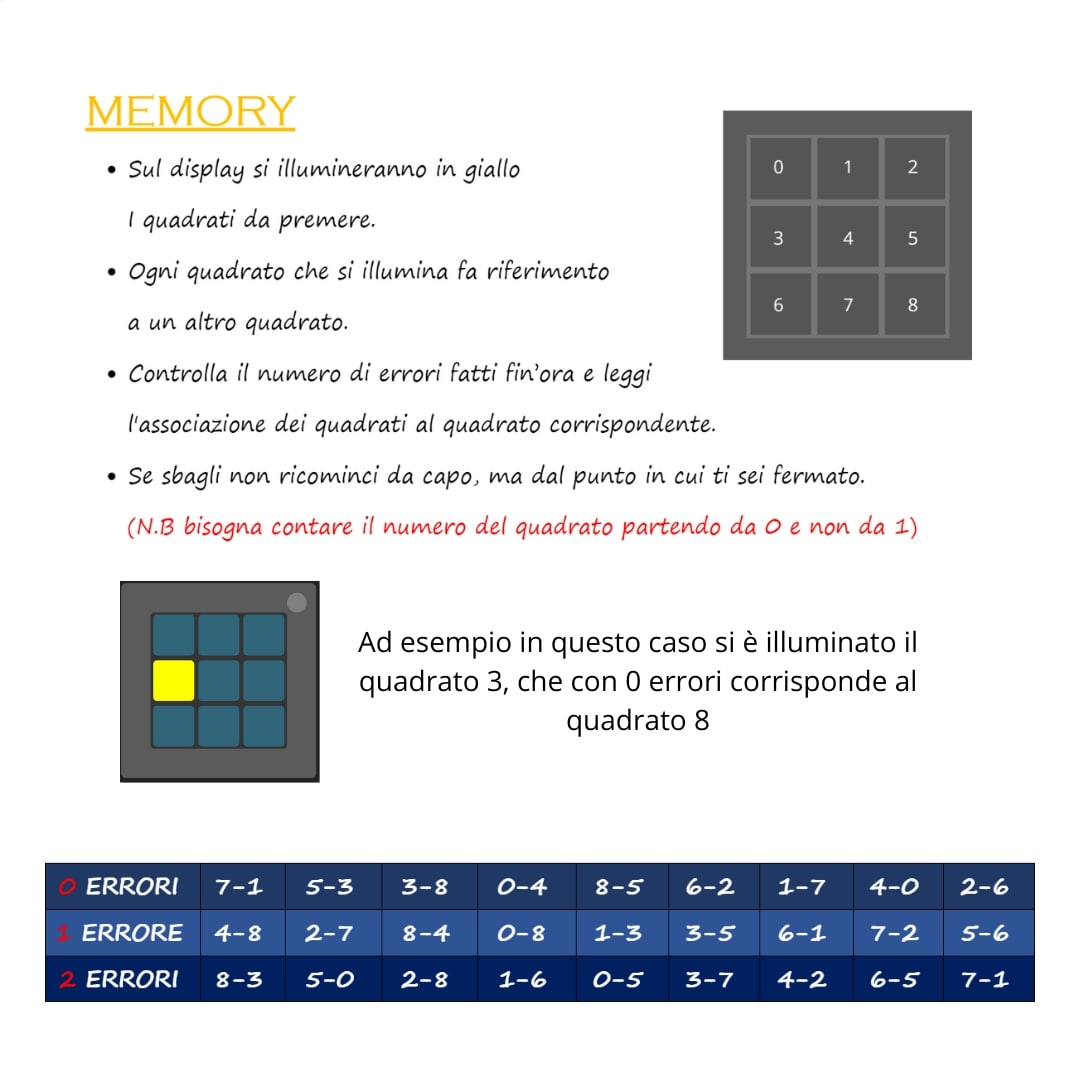 MEMORY
• Sul display si illumineranno in giallo
I quadrati da premere.
• Ogni quadrato che si illumina fa riferimento
a un altro quadrato.
• Controlla il numero di errori fatti fin’ora e leggi
l'associazione dei quadrati al quadrato corrispondente.
• Se sbagli non ricominci da capo, ma dal punto in cui ti sei fermato.
(N.B bisogna contare il numero del quadrato partendo da 0 e non da 1)
0 1 2
3 4 5
6 7 8
Ad esempio in questo caso si è illuminato il
quadrato 3, che con 0 errori corrisponde al
quadrato 8
0 ERRORI 7-1 5-3 3-8 0-4 8-5 6-2 1-7 4-0 2-6
1 ERRORE 4-8 2-7 8-4 0-8 1-3 3-5 6-1 7-2 5-6
2 ERRORI 8-3 5-0 2-8 1-6 0-5 3-7 4-2 6-5 7-1